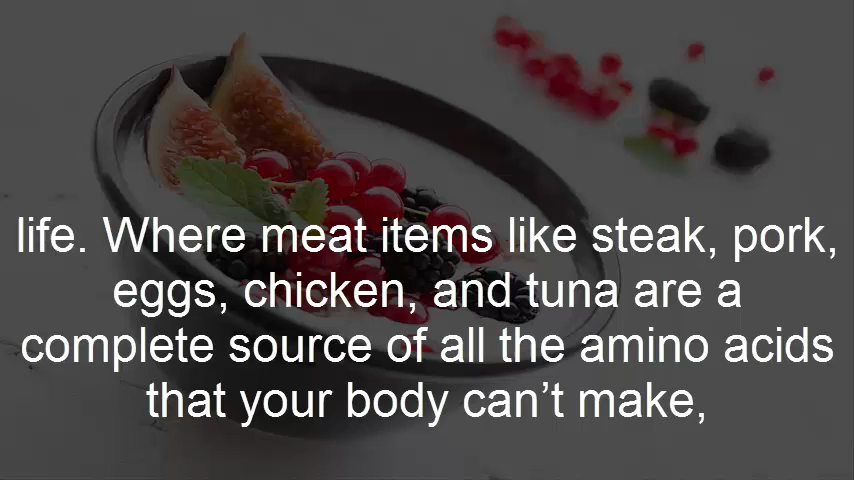 life. Where meat items like steak, pork,
eggs, chicken, and tuna are a
complete source of all the amino acids
that your body can’t make,